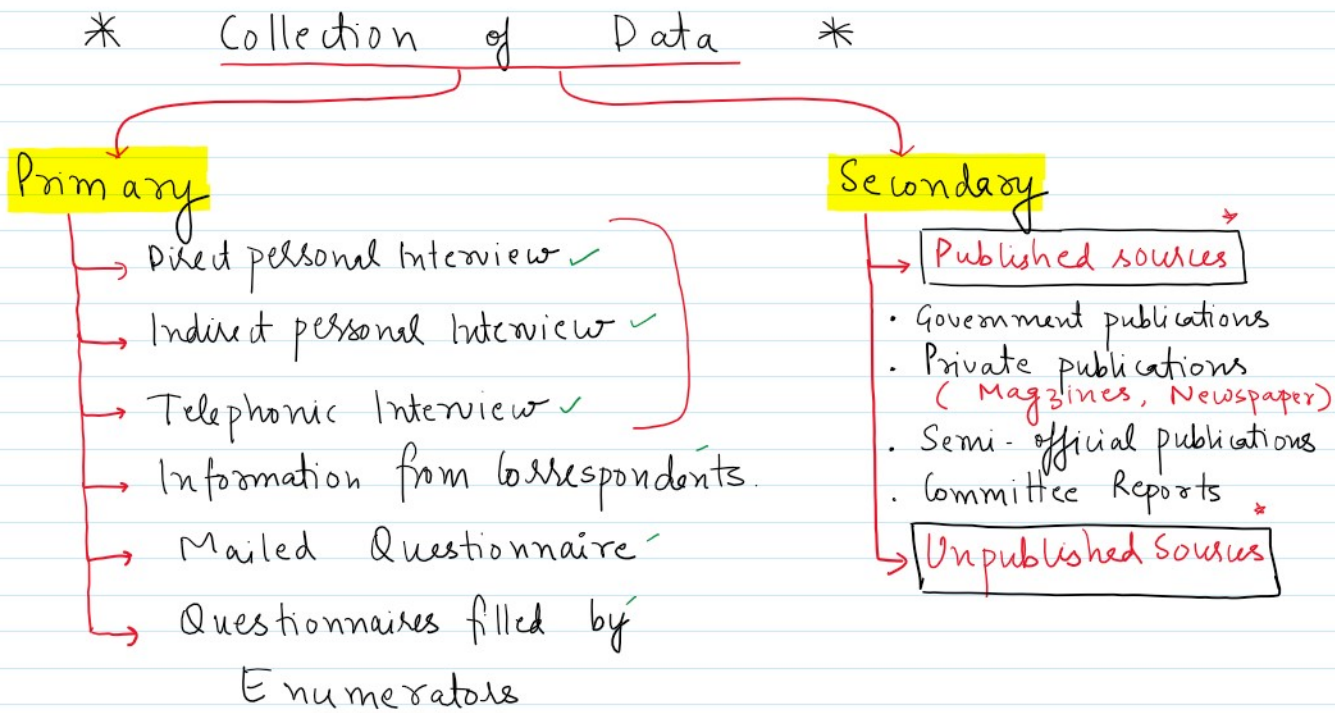 * Collection of Data *
Primary
Direct personal Interview ✓
Indirect personal Interview ✓
Telephonic Interview ✓
Information from Correspondents.
Mailed Questionnaire
Questionnaires filled by
Enumerators
Secondary
Published sources *
· Government publications
· Private publications
( Magzines, Newspaper)
· Semi-official publications
· Committee Reports
Unpublished Sources *